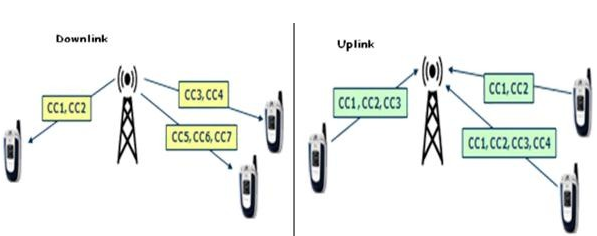 Downlink
CC1, CC2
CC3, CC4
CC5, CC6, CC7
Uplink
CC1, CC2, CC3
CC1, CC2
CC1, CC2, CC3, CC4